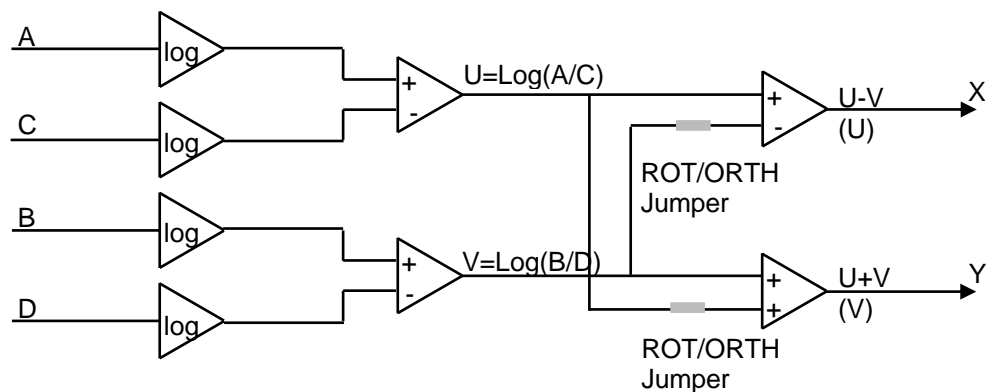 A
log
+
-
U=Log(A/C)
C
log
+
-
U-V
(U)
X
ROT/ORTH
Jumper
B
log
+
-
V=Log(B/D)
D
log
+
+
U+V
(V)
Y
ROT/ORTH
Jumper